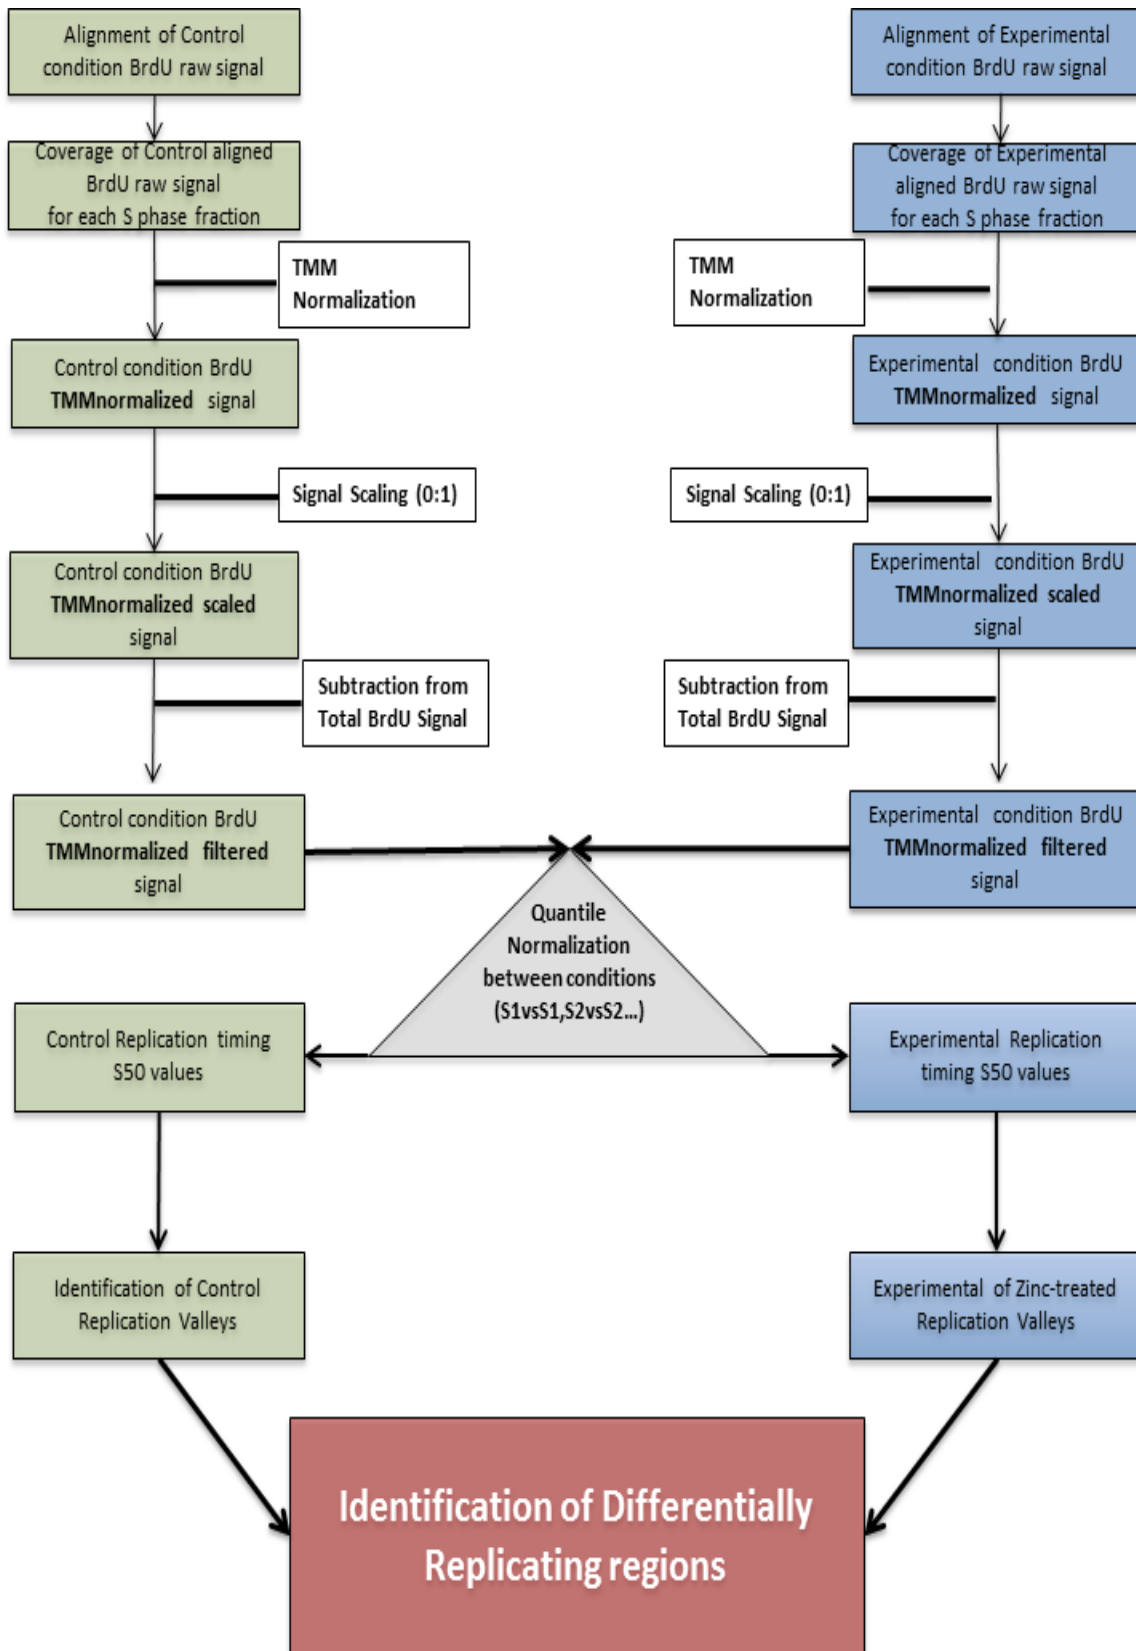 Alignment of Control
condition BrdU raw signal
Alignment of Experimental
condition BrdU raw signal
Coverage of Control aligned
BrdU raw signal
for each S phase fraction
Coverage of Experimental
aligned BrdU raw signal
for each S phase fraction
TMM
Normalization
TMM
Normalization
Control condition BrdU
TMMnormalized signal
Experimental condition BrdU
TMMnormalized signal
Signal Scaling (0:1)
Signal Scaling (0:1)
Control condition BrdU
TMMnormalized scaled
signal
Experimental condition BrdU
TMMnormalized scaled
signal
Subtraction from
Total BrdU Signal
Subtraction from
Total BrdU Signal
Control condition BrdU
TMMnormalized filtered
signal
Experimental condition BrdU
TMMnormalized filtered
signal
Quantile
Normalization
between conditions
(S1vsS1,S2vsS2...)
Control Replication timing
S50 values
Experimental Replication
timing S50 values
Identification of Control
Replication Valleys
Experimental of Zinc-treated
Replication Valleys
Identification of Differentially
Replicating regions